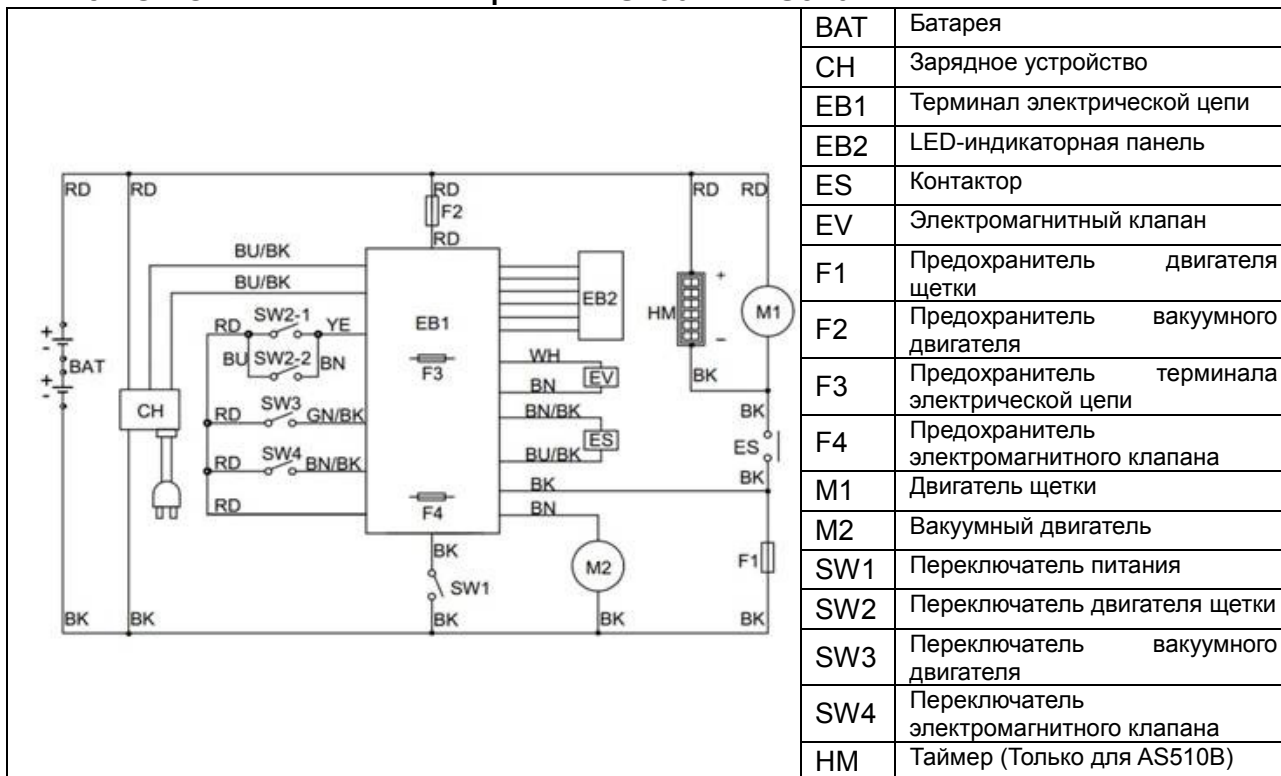 RD RD RD RD RD
F2
RD
BU/BK
BU/BK
SW2-1
RD YE
BU SW2-2 BN
EB1
EB2
HM
+
-
M1
+
-
BAT
+
-
F3
WH
EV
BN
BK
CH
SW3
RD GN/BK
BN/BK
ES
BU/BK
BK
ES
BK
SW4
RD BN/BK
RD
F4
BK
BN
BK
SW1
M2
F1
BK BK BK BK BK
BAT Батарея
CH Зарядное устройство
EB1 Терминал электрической цепи
EB2 LED-индикаторная панель
ES Контактор
EV Электромагнитный клапан
F1 Предохранитель двигателя
щетки
F2 Предохранитель вакуумного
двигателя
F3 Предохранитель терминала
электрической цепи
F4 Предохранитель
электромагнитного клапана
M1 Двигатель щетки
M2 Вакуумный двигатель
SW1 Переключатель питания
SW2 Переключатель двигателя щетки
SW3 Переключатель вакуумного
двигателя
SW4 Переключатель
электромагнитного клапана
HM Таймер (Только для AS510B)